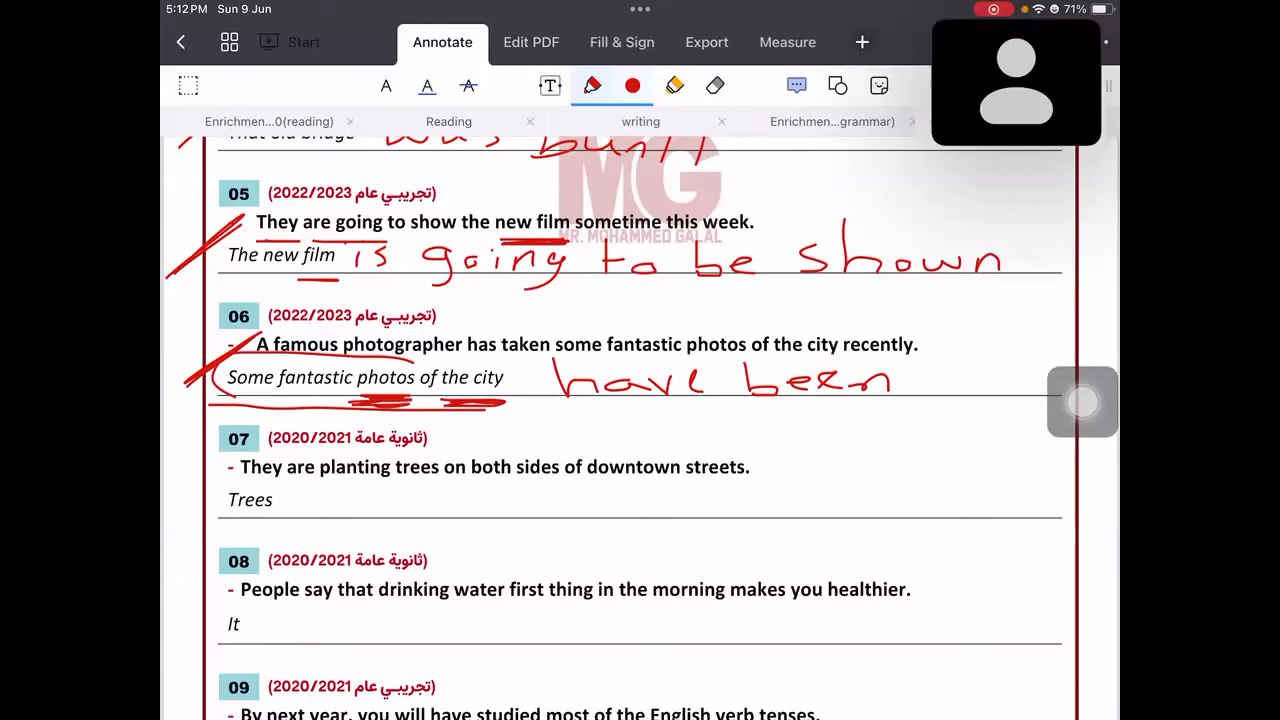 5:12 PM Sun 9 Jun 71%
Start Annotate Edit PDF Fill & Sign Export Measure
A A A T
Enrichmen...0(reading) × Reading × writing × Enrichmen...grammar) ×
That old bridge was built
MG
MR. MOHAMMED GALAL
05 (تجريبي عام 2022/2023)
They are going to show the new film sometime this week.
The new film is going to be shown
06 (تجريبي عام 2022/2023)
- A famous photographer has taken some fantastic photos of the city recently.
Some fantastic photos of the city have been
07 (ثانوية عامة 2020/2021)
- They are planting trees on both sides of downtown streets.
Trees
08 (ثانوية عامة 2020/2021)
- People say that drinking water first thing in the morning makes you healthier.
It
09 (تجريبي عام 2020/2021)
- By next year, you will have studied most of the English verb tenses.